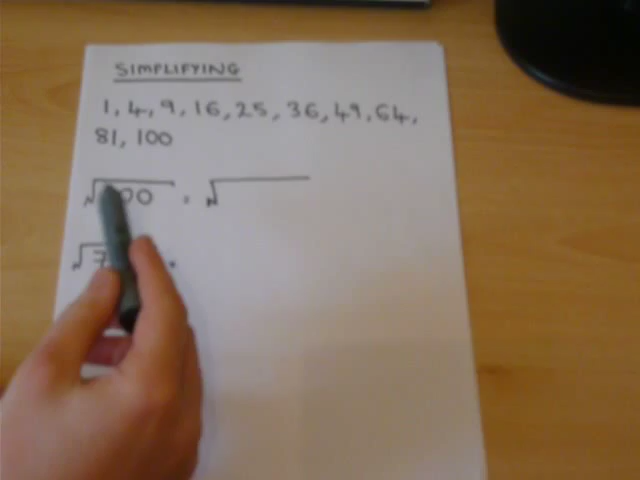 SIMPLIFYING
1, 4, 9, 16, 25, 36, 49, 64,
81, 100